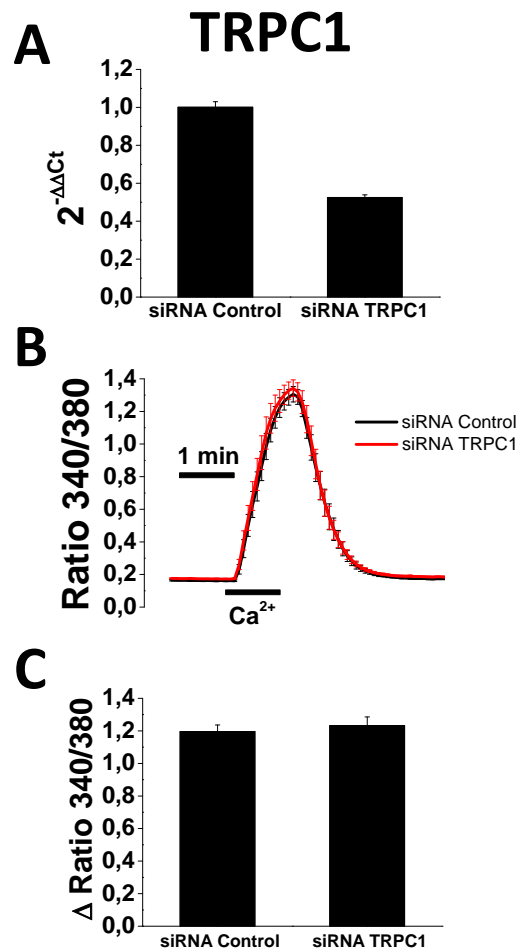 TRPC1
A
2^-ΔΔCt
1,2
1,0
0,8
0,6
0,4
0,2
0,0
siRNA Control
siRNA TRPC1
B
Ratio 340/380
1,4
1,2
1,0
0,8
0,6
0,4
0,2
0,0
1 min
siRNA Control
siRNA TRPC1
Ca²⁺
C
Δ Ratio 340/380
1,4
1,2
1,0
0,8
0,6
0,4
0,2
0,0
siRNA Control
siRNA TRPC1